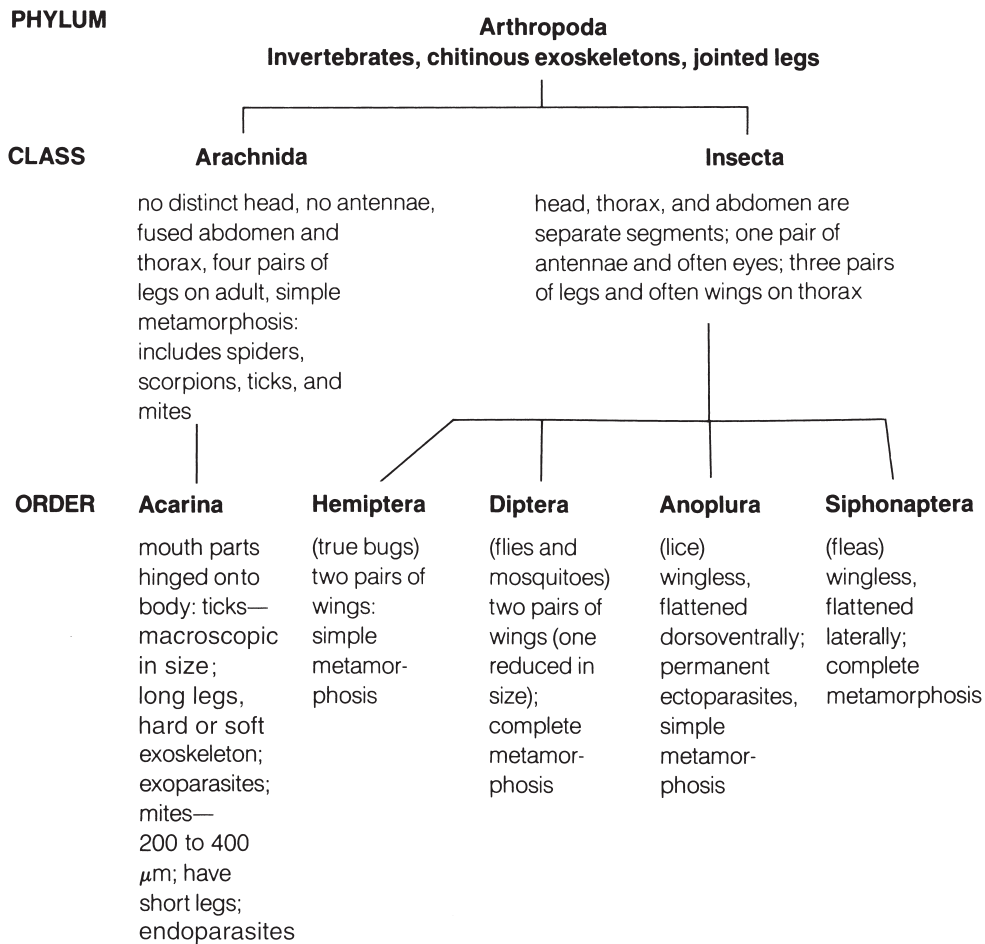 PHYLUM
Arthropoda
Invertebrates, chitinous exoskeletons, jointed legs
CLASS
Arachnida
no distinct head, no antennae,
fused abdomen and
thorax, four pairs of
legs on adult, simple
metamorphosis:
includes spiders,
scorpions, ticks, and
mites
Insecta
head, thorax, and abdomen are
separate segments; one pair of
antennae and often eyes; three pairs
of legs and often wings on thorax
ORDER
Acarina
mouth parts
hinged onto
body: ticks—
macroscopic
in size;
long legs,
hard or soft
exoskeleton;
exoparasites;
mites—
200 to 400
μm; have
short legs;
endoparasites
Hemiptera
(true bugs)
two pairs of
wings:
simple
metamor-
phosis
Diptera
(flies and
mosquitoes)
two pairs of
wings (one
reduced in
size);
complete
metamor-
phosis
Anoplura
(lice)
wingless,
flattened
dorsoventrally;
permanent
ectoparasites,
simple
metamor-
phosis
Siphonaptera
(fleas)
wingless,
flattened
laterally;
complete
metamorphosis